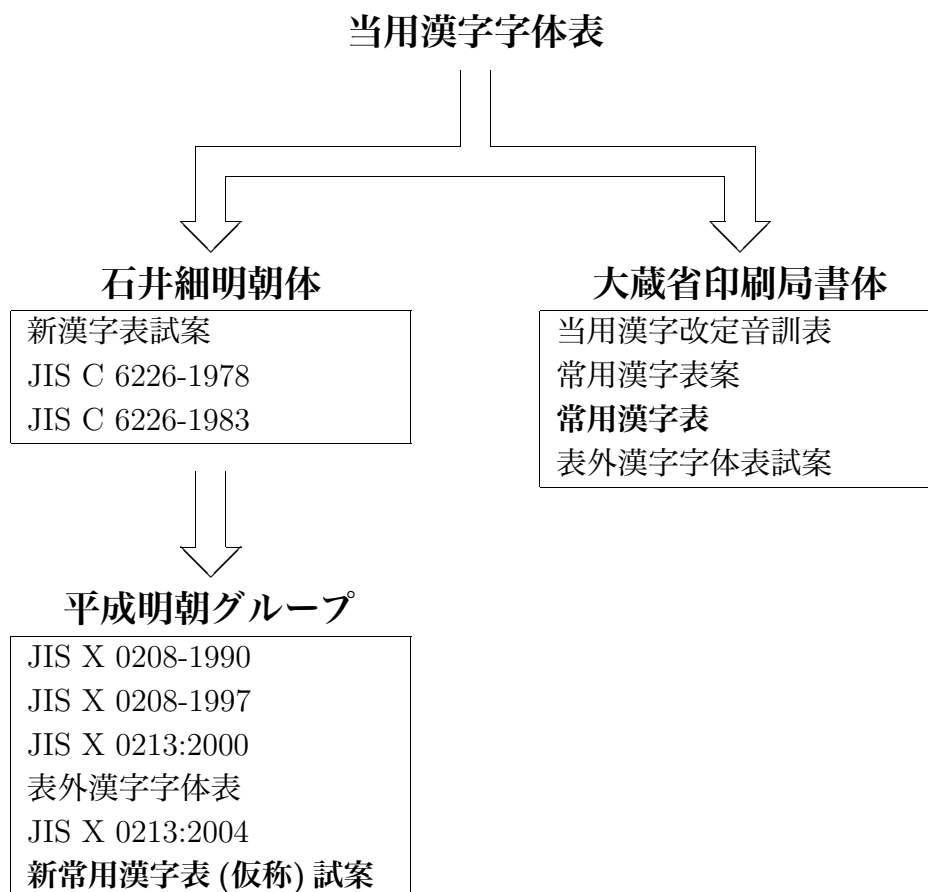 当用漢字字体表
石井細明朝体
新漢字表試案
JIS C 6226-1978
JIS C 6226-1983
大蔵省印刷局書体
当用漢字改定音訓表
常用漢字表案
常用漢字表
表外漢字字体表試案
平成明朝グループ
JIS X 0208-1990
JIS X 0208-1997
JIS X 0213:2000
表外漢字字体表
JIS X 0213:2004
新常用漢字表 (仮称) 試案